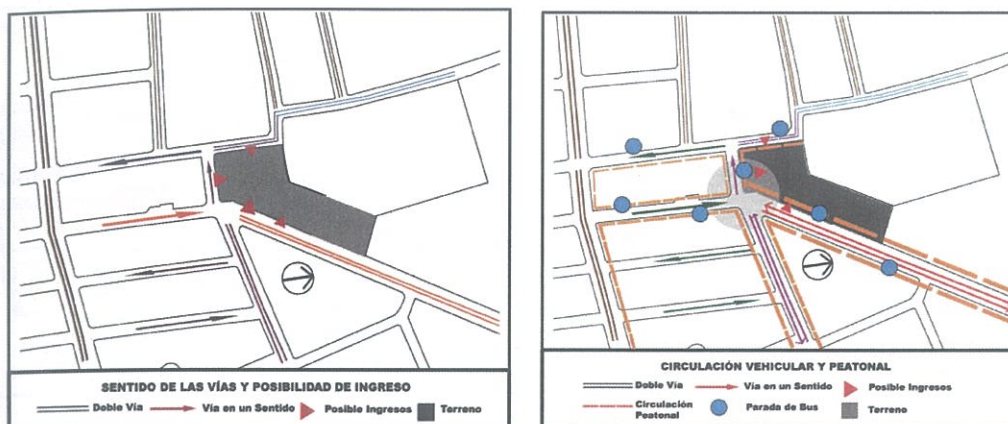 SENTIDO DE LAS VÍAS Y POSIBILIDAD DE INGRESO
Doble Vía Vía en un Sentido Posible Ingresos Terreno
CIRCULACIÓN VEHICULAR Y PEATONAL
Doble Vía Vía en un Sentido Posible Ingresos
Circulación Peatonal Parada de Bus Terreno